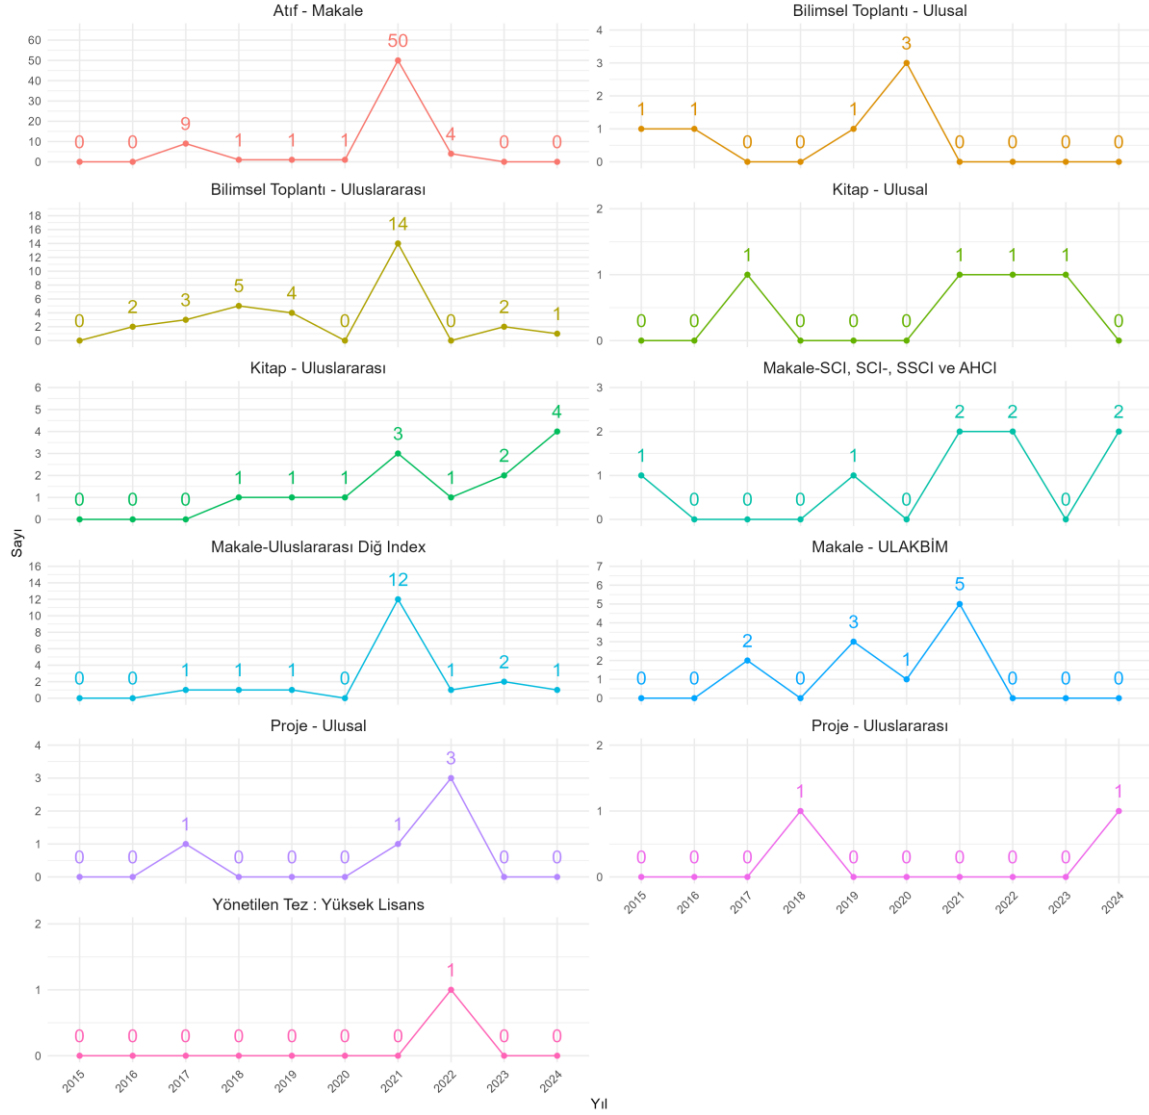 Atıf - Makale
60
50
40
30
20
10
0
0 0 9 1 1 1 50 4 0 0
Bilimsel Toplantı - Ulusal
4
3
2
1
0
1 1 0 0 1 3 0 0 0 0
Bilimsel Toplantı - Uluslararası
18
16
14
12
10
8
6
4
2
0
0 2 3 5 4 0 14 0 2 1
Kitap - Ulusal
2
1
0
0 0 1 0 0 0 1 1 1 0
Kitap - Uluslararası
6
5
4
3
2
1
0
0 0 0 1 1 1 3 1 2 4
Makale-SCI, SCI-, SSCI ve AHCI
3
2
1
0
1 0 0 0 1 0 2 2 0 2
Makale-Uluslararası Diğ Index
16
14
12
10
8
6
4
2
0
0 0 1 1 1 0 12 1 2 1
Makale - ULAKBİM
7
6
5
4
3
2
1
0
0 0 2 0 3 1 5 0 0 0
Proje - Ulusal
4
3
2
1
0
0 0 1 0 0 0 1 3 0 0
Proje - Uluslararası
2
1
0
0 0 0 1 0 0 0 0 0 1
2015 2016 2017 2018 2019 2020 2021 2022 2023 2024
Yönetilen Tez : Yüksek Lisans
2
1
0
0 0 0 0 0 0 0 1 0 0
2015 2016 2017 2018 2019 2020 2021 2022 2023 2024
Sayı
Yıl